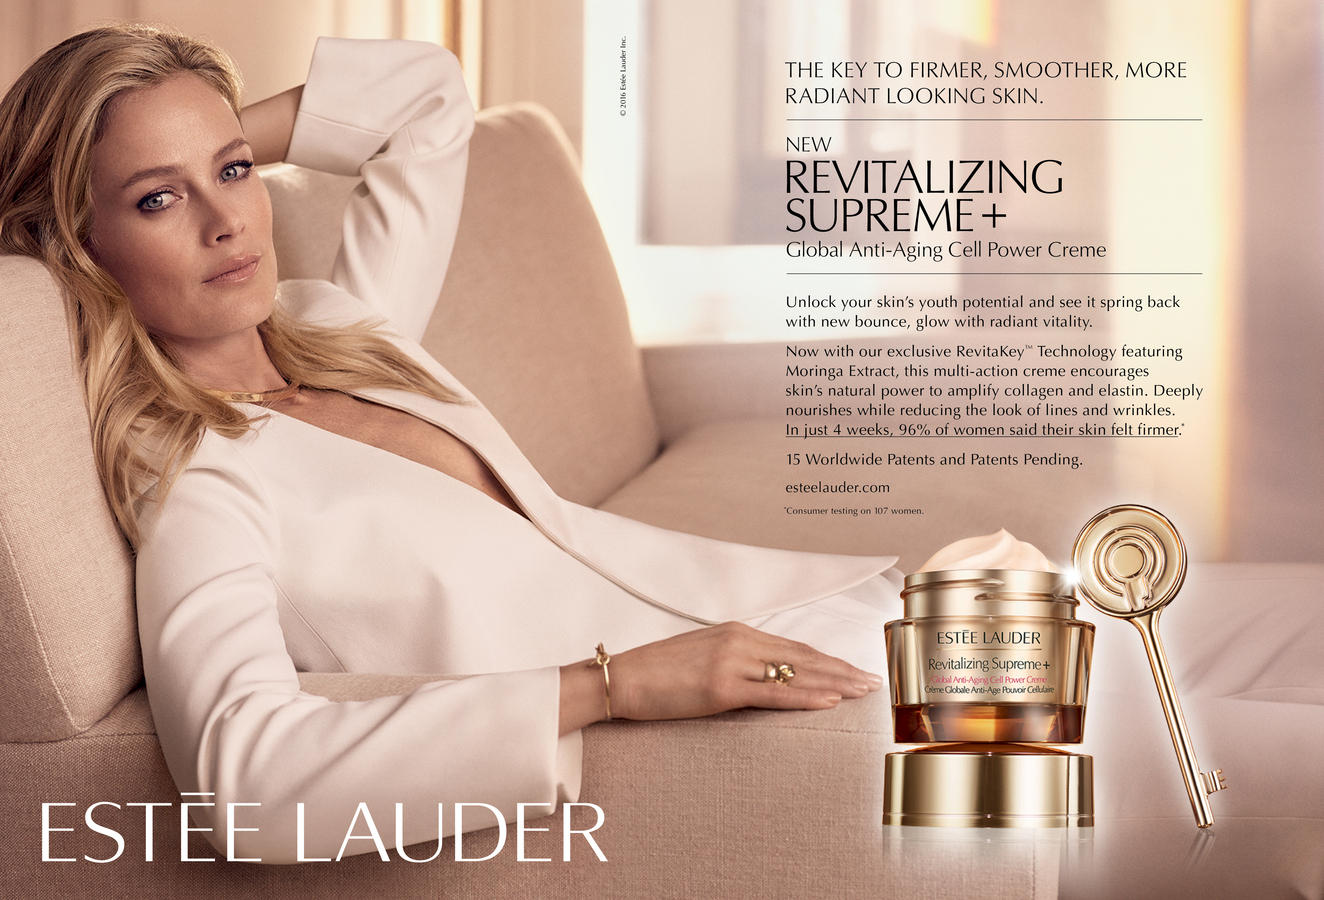 © 2016 Estée Lauder Inc.
THE KEY TO FIRMER, SMOOTHER, MORE
RADIANT LOOKING SKIN.
NEW
REVITALIZING
SUPREME+
Global Anti-Aging Cell Power Creme
Unlock your skin's youth potential and see it spring back
with new bounce, glow with radiant vitality.
Now with our exclusive RevitaKey™ Technology featuring
Moringa Extract, this multi-action creme encourages
skin's natural power to amplify collagen and elastin. Deeply
nourishes while reducing the look of lines and wrinkles.
In just 4 weeks, 96% of women said their skin felt firmer.*
15 Worldwide Patents and Patents Pending.
esteelauder.com
*Consumer testing on 107 women.
ESTĒE LAUDER
Revitalizing Supreme+
Global Anti-Aging Cell Power Creme
Crème Globale Anti-Age Pouvoir Cellulaire
ESTĒE LAUDER